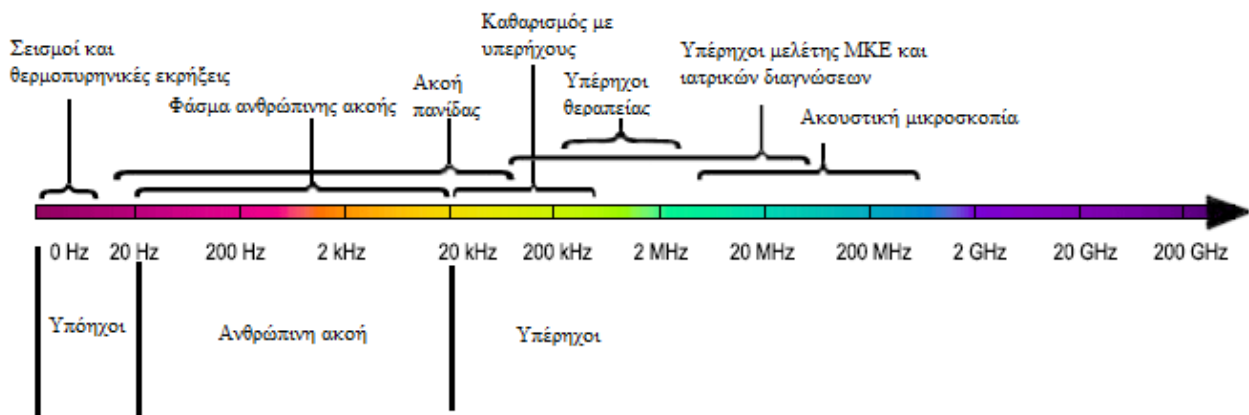 Σεισμοί και
θερμοπυρηνικές εκρήξεις
Φάσμα ανθρώπινης ακοής
Ακοή
πανίδας
Καθαρισμός με
υπερήχους
Υπέρηχοι
θεραπείας
Υπέρηχοι μελέτης ΜΚΕ και
ιατρικών διαγνώσεων
Ακουστική μικροσκοπία
0 Hz 20 Hz 200 Hz 2 kHz 20 kHz 200 kHz 2 MHz 20 MHz 200 MHz 2 GHz 20 GHz 200 GHz
Υπόηχοι Ανθρώπινη ακοή Υπέρηχοι